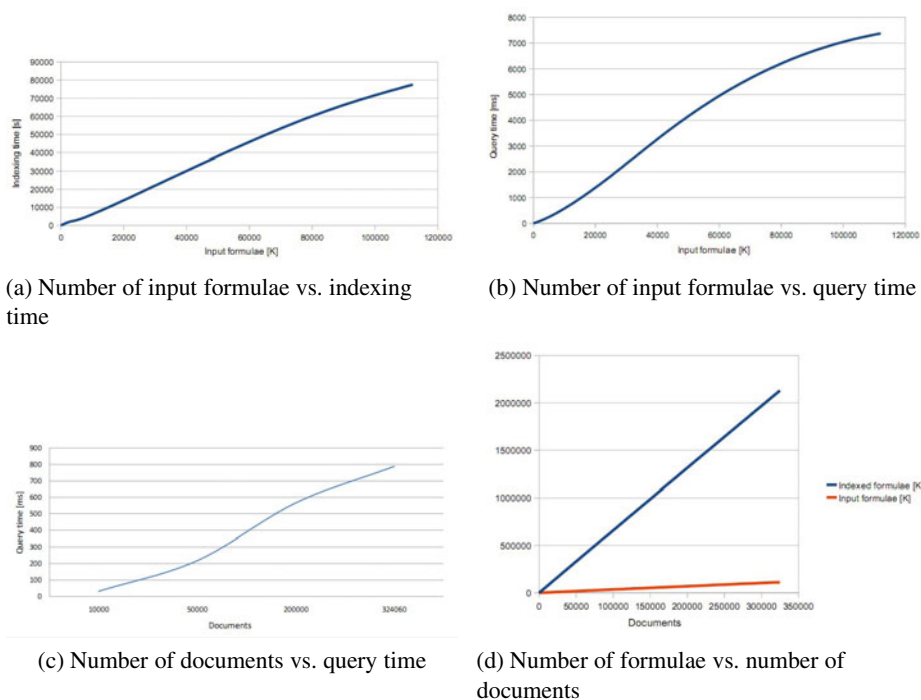 90000
80000
70000
60000
50000
40000
30000
20000
10000
0
Indexing time [s]
0 20000 40000 60000 80000 100000 120000
Input formulae [K]
(a) Number of input formulae vs. indexing
time
8000
7000
6000
5000
4000
3000
2000
1000
0
Query time [ms]
0 20000 40000 60000 80000 100000 120000
Input formulae [K]
(b) Number of input formulae vs. query time
900
800
700
600
500
400
300
200
100
0
Query time [ms]
10000 50000 200000 324060
Documents
(c) Number of documents vs. query time
2500000
2000000
1500000
1000000
500000
0
0 50000 100000 150000 200000 250000 300000 350000
Documents
Indexed formulae [K
Input formulae [K]
(d) Number of formulae vs. number of
documents